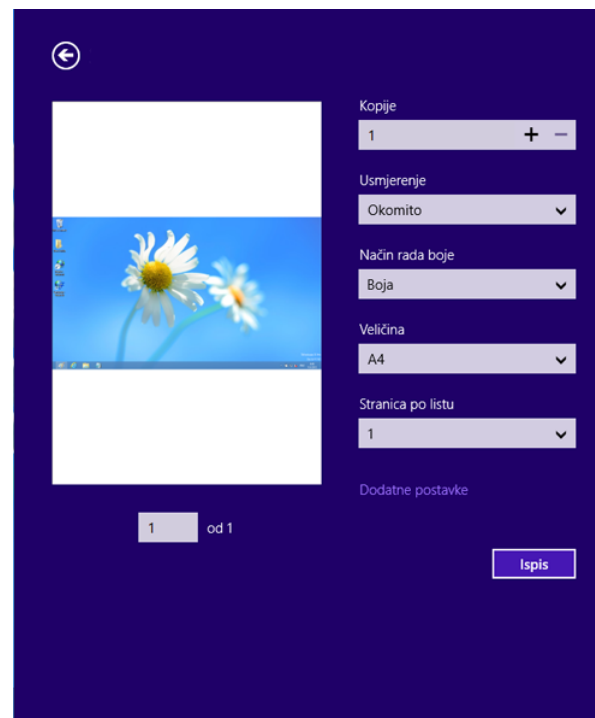 Kopije
1
Usmjerenje
Okomito
Način rada boje
Boja
Veličina
A4
Stranica po listu
1
Dodatne postavke
1 od 1
Ispis